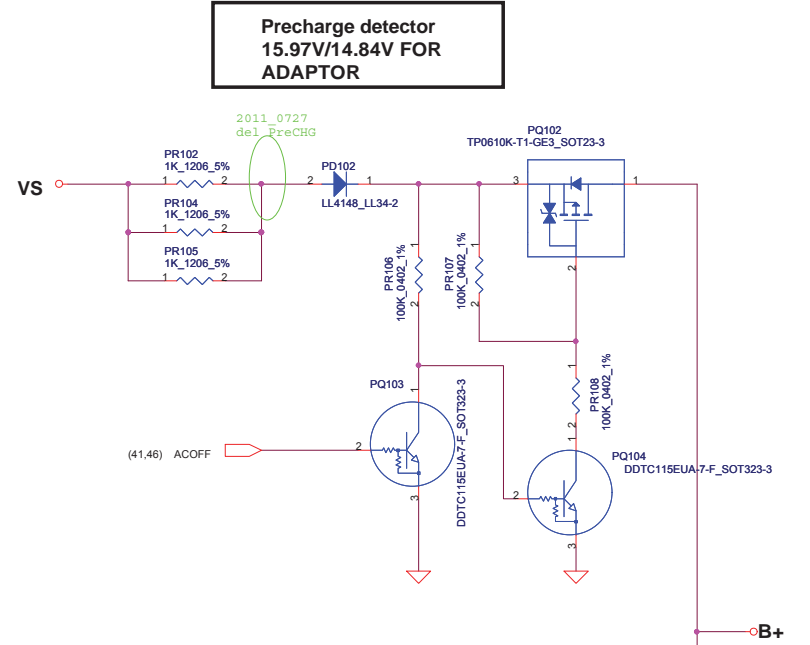 Precharge detector
15.97V/14.84V FOR
ADAPTOR
2011_0727
del_PreCHG
PQ102
TP0610K-T1-GE3_SOT23-3
VS
PR102
1K_1206_5%
1
2
PD102
2
1
LL4148_LL34-2
3
1
2
PR104
1K_1206_5%
1
2
PR105
1K_1206_5%
1
2
PR106
100K_0402_1%
1
2
PR107
100K_0402_1%
1
2
PR108
100K_0402_1%
1
2
PQ103
1
2
3
DDTC115EUA-7-F_SOT323-3
(41,46) ACOFF
PQ104
DDTC115EUA-7-F_SOT323-3
1
2
3
B+